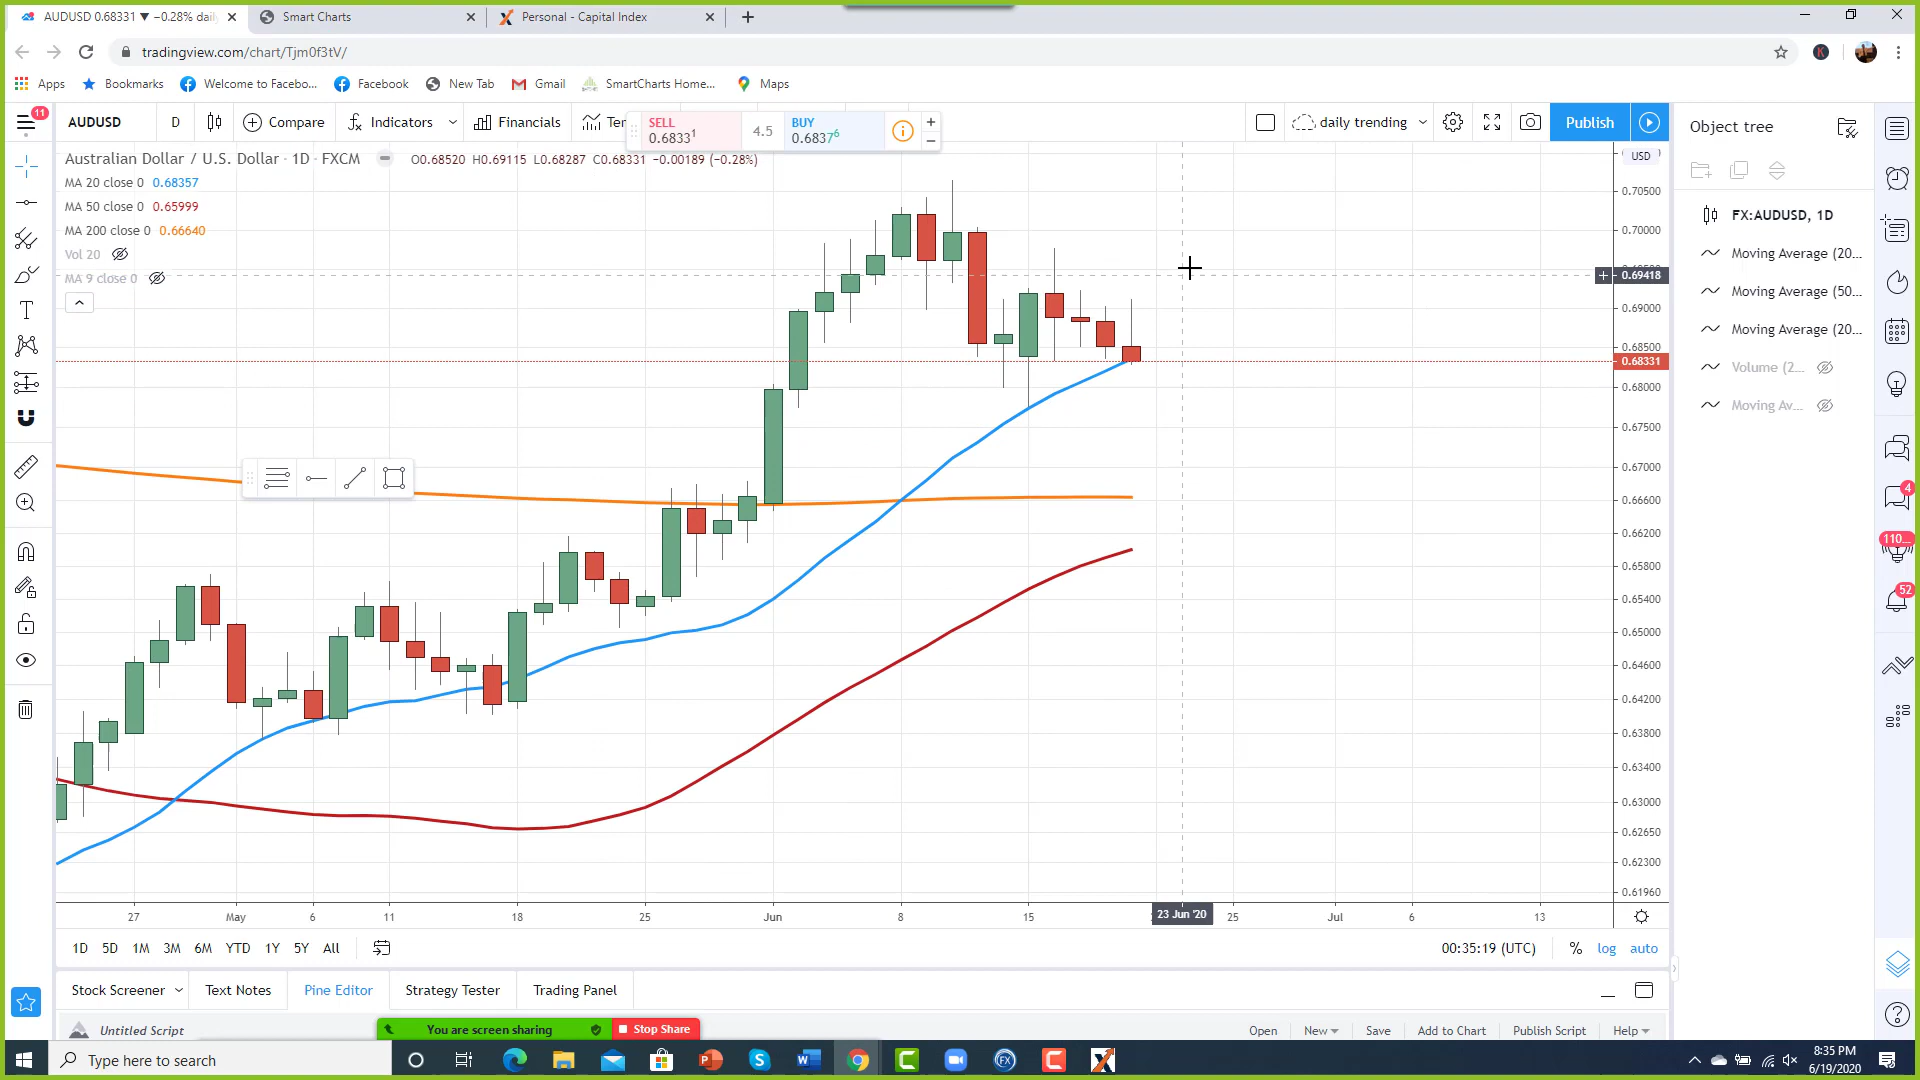 AUDUSD 0.68331 ▼ −0.28% daily
Smart Charts
Personal - Capital Index
tradingview.com/chart/Tjm0f3tV/
K
Apps
Bookmarks
Welcome to Facebo...
Facebook
New Tab
Gmail
SmartCharts Home...
Maps
11
AUDUSD
D
Compare
Indicators
Financials
SELL
0.68331
4.5
BUY
0.68376
daily trending
Publish
Object tree
Australian Dollar / U.S. Dollar · 1D · FXCM
O0.68520 H0.69115 L0.68287 C0.68331 −0.00189 (−0.28%)
MA 20 close 0 0.68357
MA 50 close 0 0.65999
MA 200 close 0 0.66640
Vol 20
MA 9 close 0
USD
0.70500
0.70000
0.69418
0.69000
0.68500
0.68331
0.68000
0.67500
0.67000
0.66600
0.66200
0.65800
0.65400
0.65000
0.64600
0.64200
0.63800
0.63400
0.63000
0.62650
0.62300
0.61960
FX:AUDUSD, 1D
Moving Average (20...
Moving Average (50...
Moving Average (20...
Volume (2...
Moving Av...
4
110...
52
27
May
6
11
18
25
Jun
8
15
23 Jun '20
25
Jul
6
13
1D 5D 1M 3M 6M YTD 1Y 5Y All
00:35:19 (UTC)
% log auto
Stock Screener
Text Notes
Pine Editor
Strategy Tester
Trading Panel
Untitled Script
You are screen sharing
Stop Share
Open
New
Save
Add to Chart
Publish Script
Help
Type here to search
8:35 PM
6/19/2020